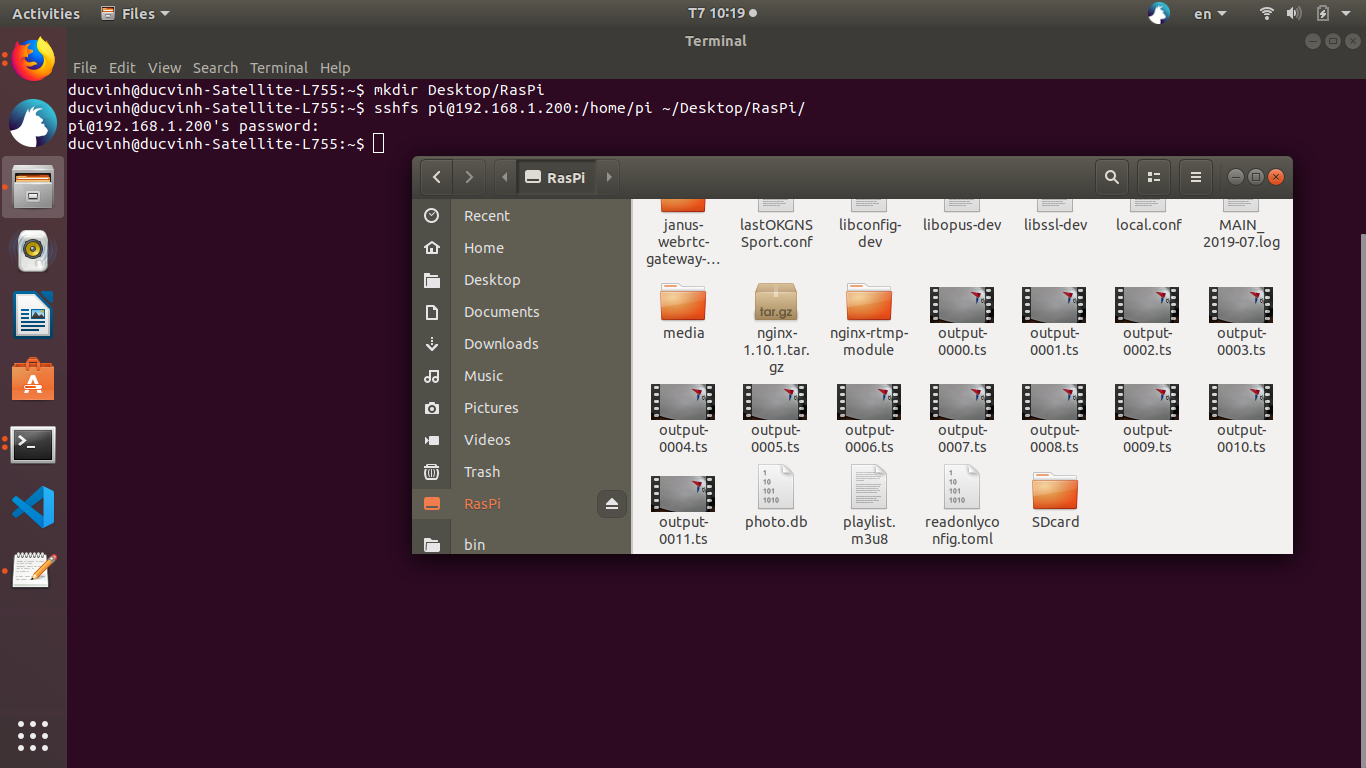 Activities Files T7 10:19 en
Terminal
File Edit View Search Terminal Help
ducvinh@ducvinh-Satellite-L755:~$ mkdir Desktop/RasPi
ducvinh@ducvinh-Satellite-L755:~$ sshfs pi@192.168.1.200:/home/pi ~/Desktop/RasPi/
pi@192.168.1.200's password:
ducvinh@ducvinh-Satellite-L755:~$
RasPi
Recent
Home
Desktop
Documents
Downloads
Music
Pictures
Videos
Trash
RasPi
bin
janus-
webrtc-
gateway-…
lastOKGNS
Sport.conf
libconfig-
dev
libopus-dev
libssl-dev
local.conf
MAIN_
2019-07.log
media
tar.gz
nginx-
1.10.1.tar.
gz
nginx-rtmp-
module
output-
0000.ts
output-
0001.ts
output-
0002.ts
output-
0003.ts
output-
0004.ts
output-
0005.ts
output-
0006.ts
output-
0007.ts
output-
0008.ts
output-
0009.ts
output-
0010.ts
output-
0011.ts
1
10
101
1010
photo.db
playlist.
m3u8
1
10
101
1010
readonlyco
nfig.toml
SDcard